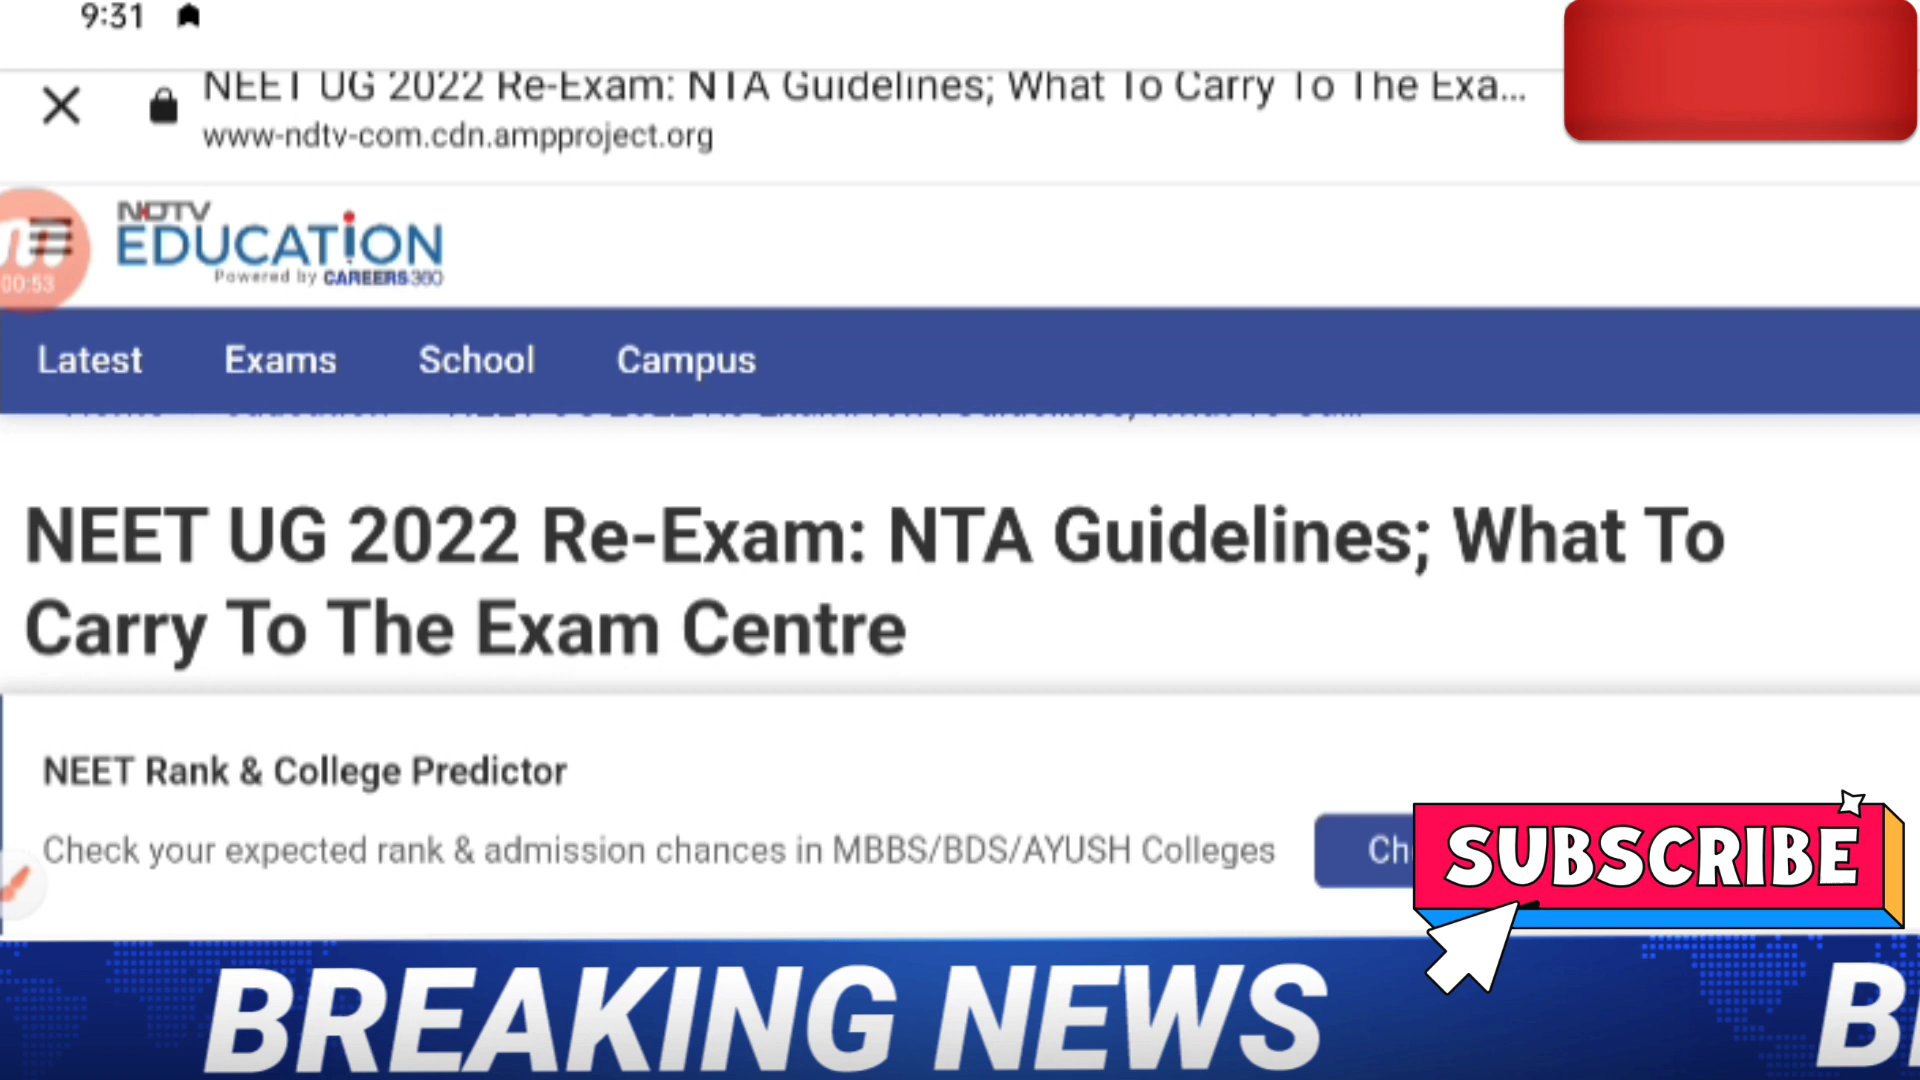 9:31
NEET UG 2022 Re-Exam: NTA Guidelines; What To Carry To The Exa...
www-ndtv-com.cdn.ampproject.org
NDTV
EDUCATION
Powered by CAREERS360
00:53
Latest Exams School Campus
NEET UG 2022 Re-Exam: NTA Guidelines; What To
Carry To The Exam Centre
NEET Rank & College Predictor
Check your expected rank & admission chances in MBBS/BDS/AYUSH Colleges
Ch
SUBSCRIBE
BREAKING NEWS